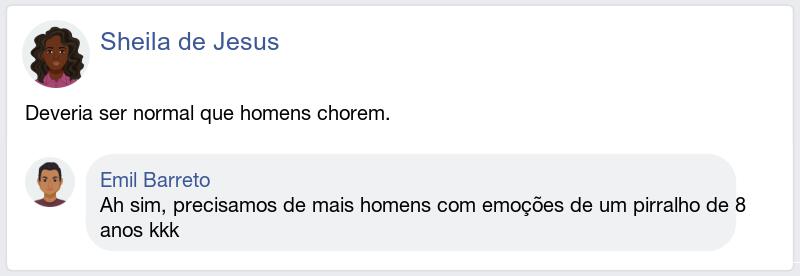 Sheila de Jesus
Deveria ser normal que homens chorem.
Emil Barreto
Ah sim, precisamos de mais homens com emoções de um pirralho de 8
anos kkk